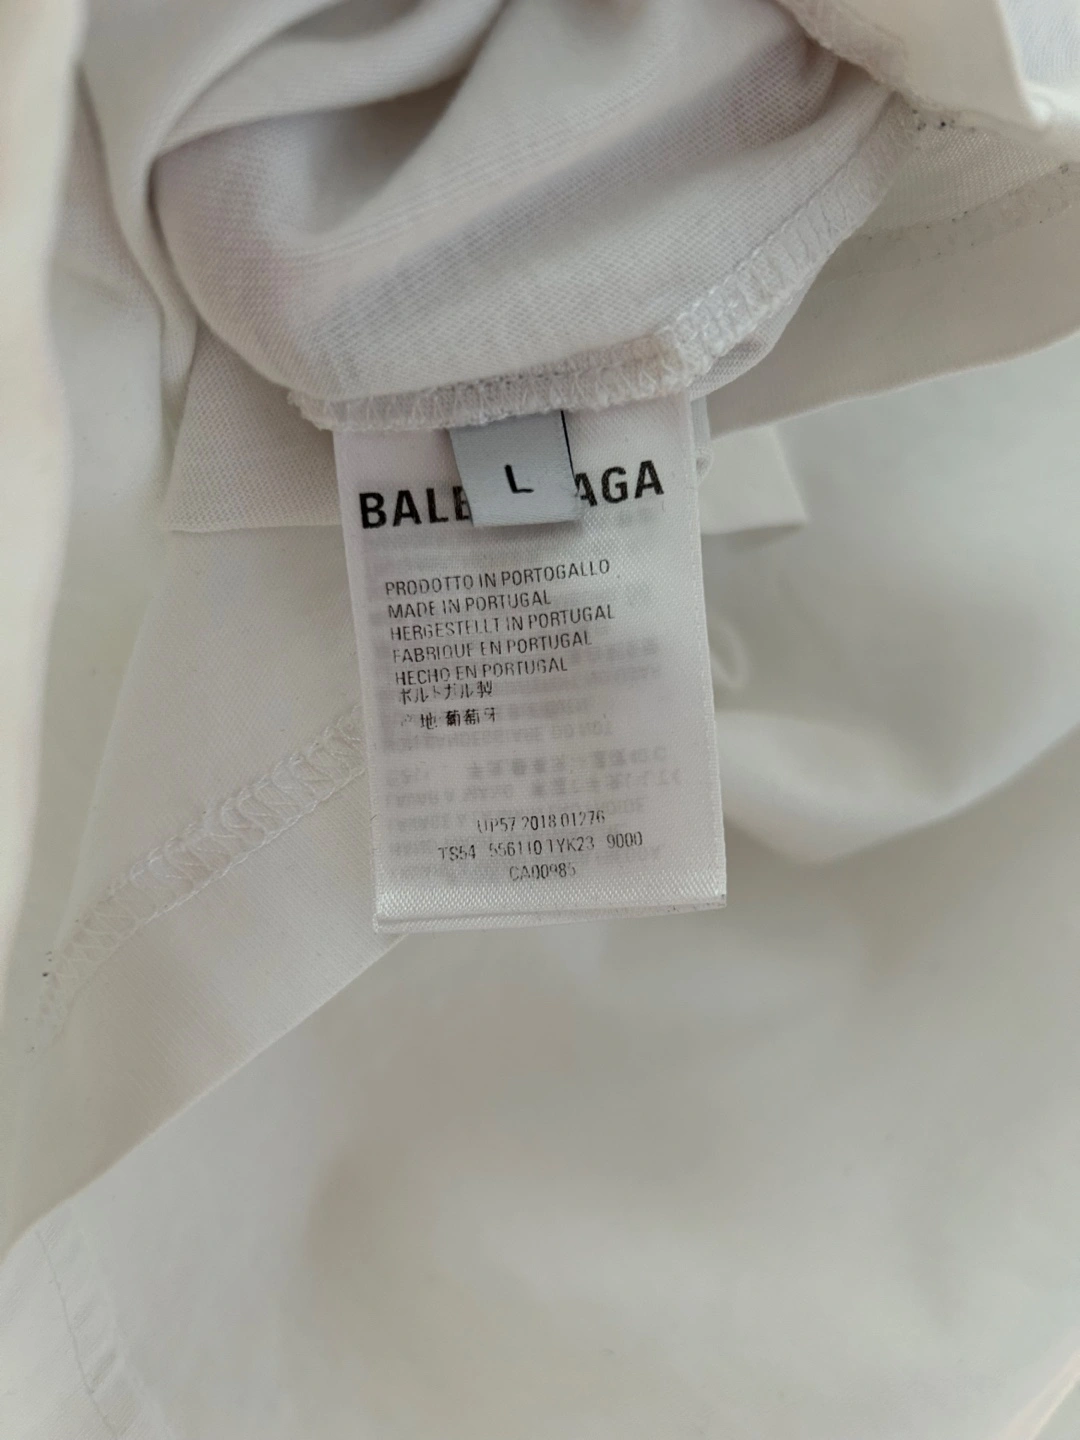 L
BALE AGA
PRODOTTO IN PORTOGALLO
MADE IN PORTUGAL
HERGESTELLT IN PORTUGAL
FABRIQUE EN PORTUGAL
HECHO EN PORTUGAL
ポルトガル製
产地 葡萄牙
UP57 2018 01276
TS54 556110 TYK23 9000
CA00985